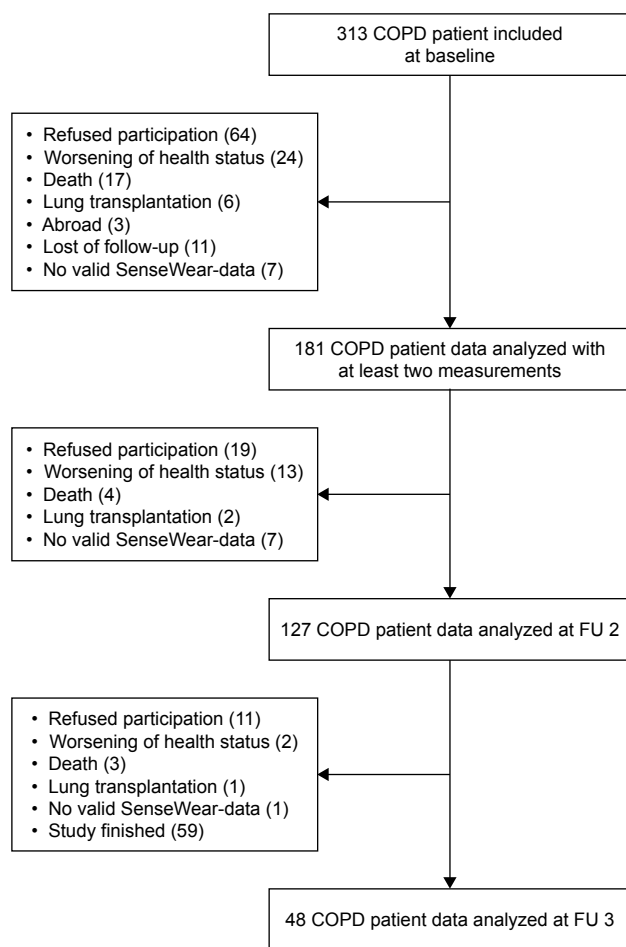 313 COPD patient included
at baseline
• Refused participation (64)
• Worsening of health status (24)
• Death (17)
• Lung transplantation (6)
• Abroad (3)
• Lost of follow-up (11)
• No valid SenseWear-data (7)
181 COPD patient data analyzed with
at least two measurements
• Refused participation (19)
• Worsening of health status (13)
• Death (4)
• Lung transplantation (2)
• No valid SenseWear-data (7)
127 COPD patient data analyzed at FU 2
• Refused participation (11)
• Worsening of health status (2)
• Death (3)
• Lung transplantation (1)
• No valid SenseWear-data (1)
• Study finished (59)
48 COPD patient data analyzed at FU 3